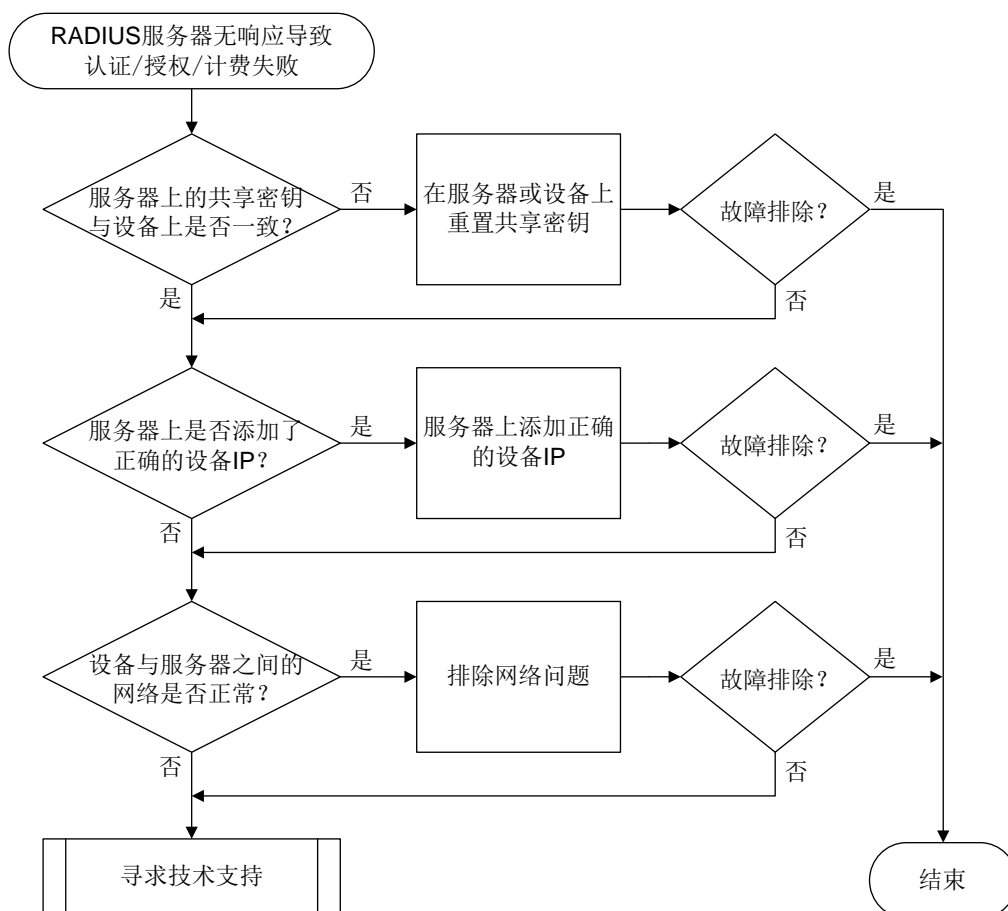 RADIUS服务器无响应导致
认证/授权/计费失败
服务器上的共享密钥
与设备上是否一致？
否
在服务器或设备上
重置共享密钥
故障排除？
是
是
否
服务器上是否添加了
正确的设备IP？
是
服务器上添加正确
的设备IP
故障排除？
是
否
否
设备与服务器之间的
网络是否正常？
是
排除网络问题
故障排除？
是
否
否
寻求技术支持
结束